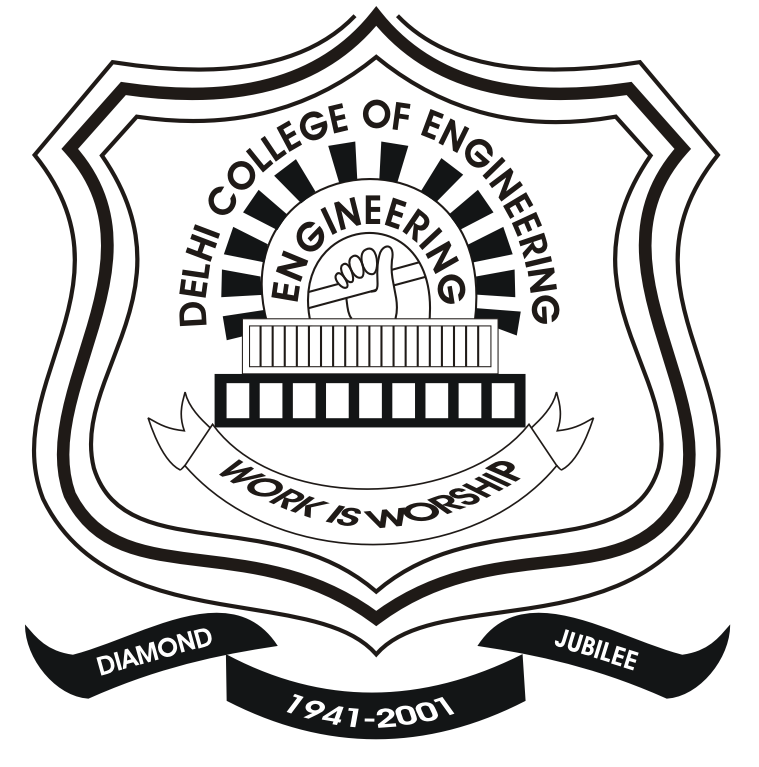 DELHI COLLEGE OF ENGINEERING
ENGINEERING
WORK IS WORSHIP
DIAMOND
JUBILEE
1941-2001